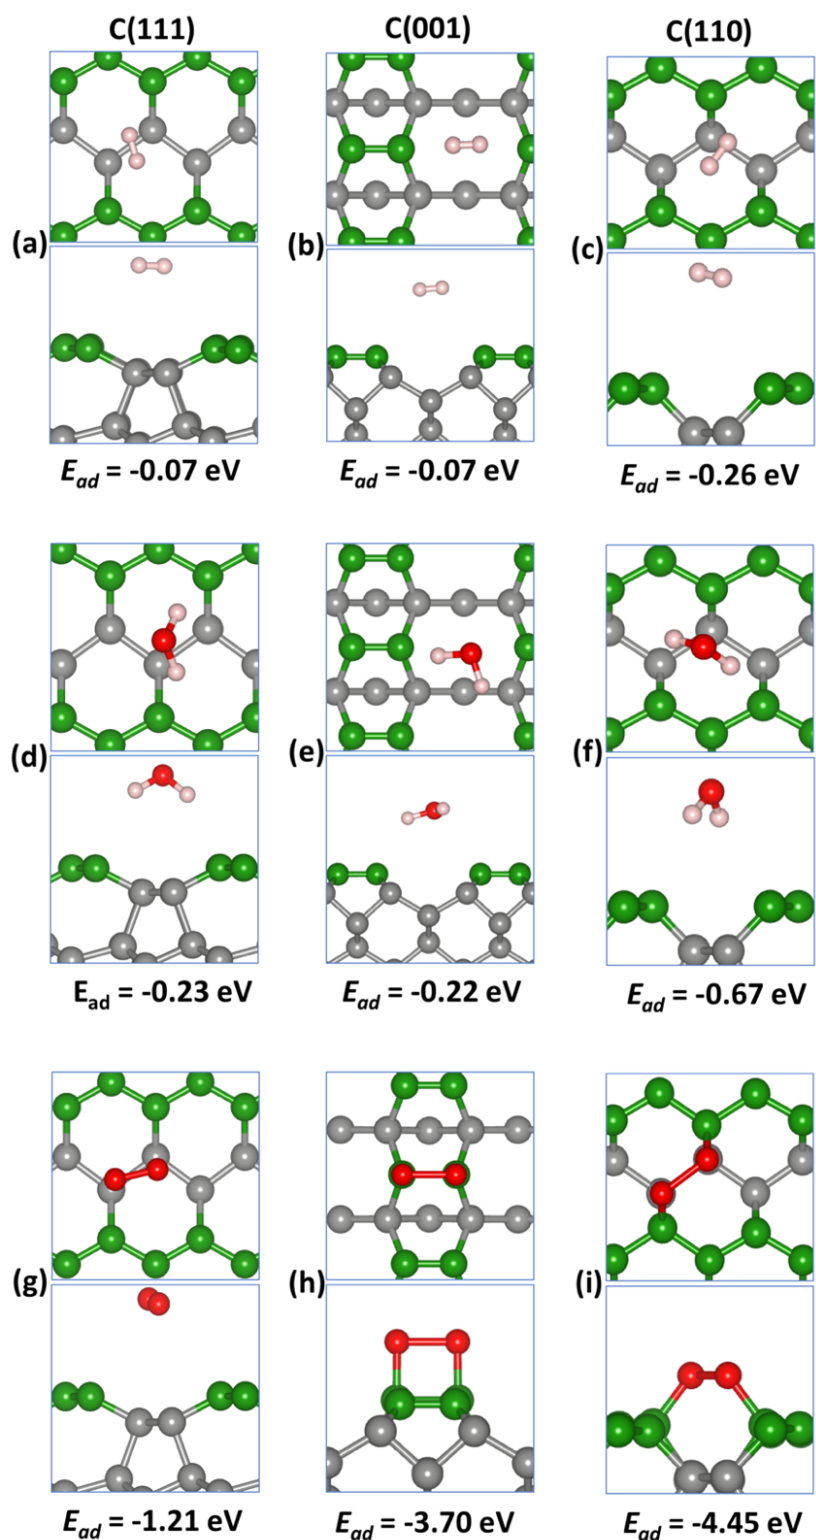 C(111) C(001) C(110)
(a) (b) (c)
E_ad = -0.07 eV E_ad = -0.07 eV E_ad = -0.26 eV
(d) (e) (f)
E_ad = -0.23 eV E_ad = -0.22 eV E_ad = -0.67 eV
(g) (h) (i)
E_ad = -1.21 eV E_ad = -3.70 eV E_ad = -4.45 eV